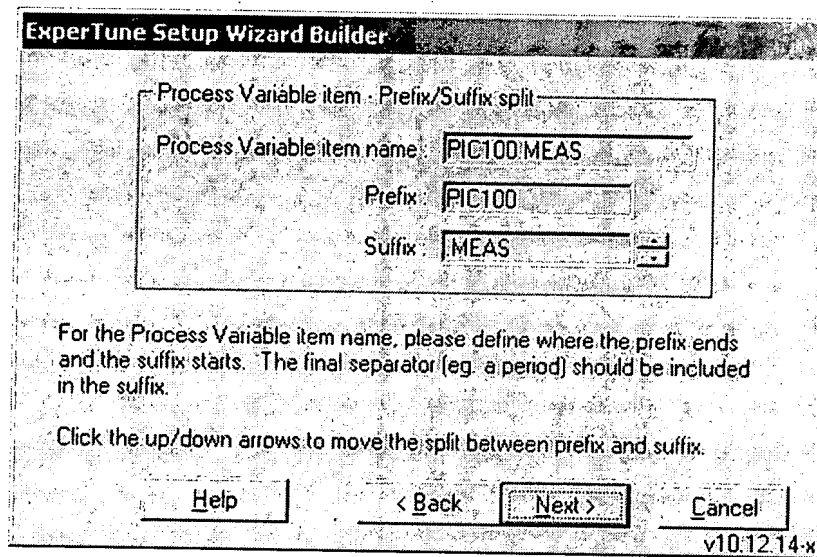 ExperTune Setup Wizard Builder
Process Variable item - Prefix/Suffix split
Process Variable item name : PIC100.MEAS
Prefix : PIC100
Suffix : .MEAS
For the Process Variable item name, please define where the prefix ends
and the suffix starts. The final separator (eg. a period) should be included
in the suffix.
Click the up/down arrows to move the split between prefix and suffix.
Help
< Back
Next >
Cancel
v10.12.14-x